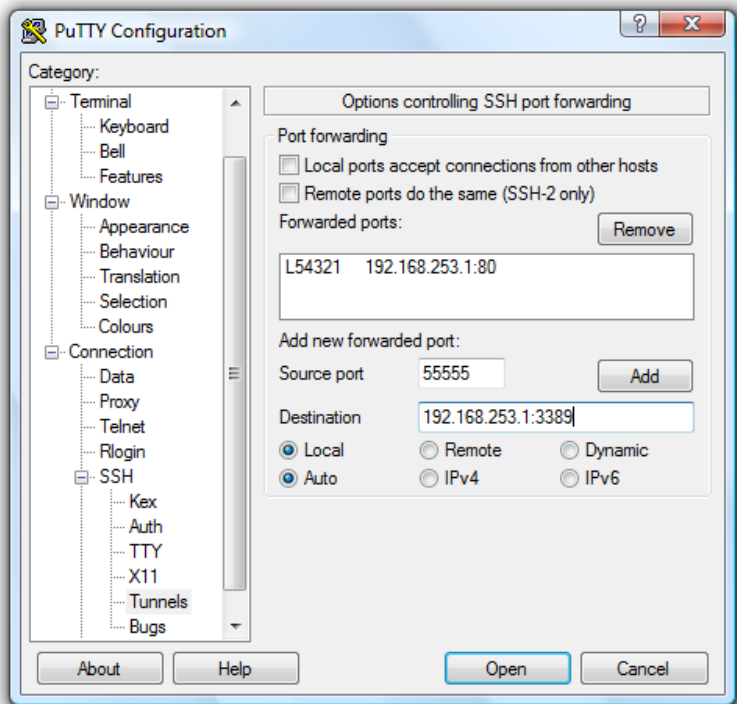 PuTTY Configuration
?
X
Category:
Terminal
Keyboard
Bell
Features
Window
Appearance
Behaviour
Translation
Selection
Colours
Connection
Data
Proxy
Telnet
Rlogin
SSH
Kex
Auth
TTY
X11
Tunnels
Bugs
Options controlling SSH port forwarding
Port forwarding
Local ports accept connections from other hosts
Remote ports do the same (SSH-2 only)
Forwarded ports:
Remove
L54321 192.168.253.1:80
Add new forwarded port:
Source port 55555 Add
Destination 192.168.253.1:3389
Local Remote Dynamic
Auto IPv4 IPv6
About Help Open Cancel